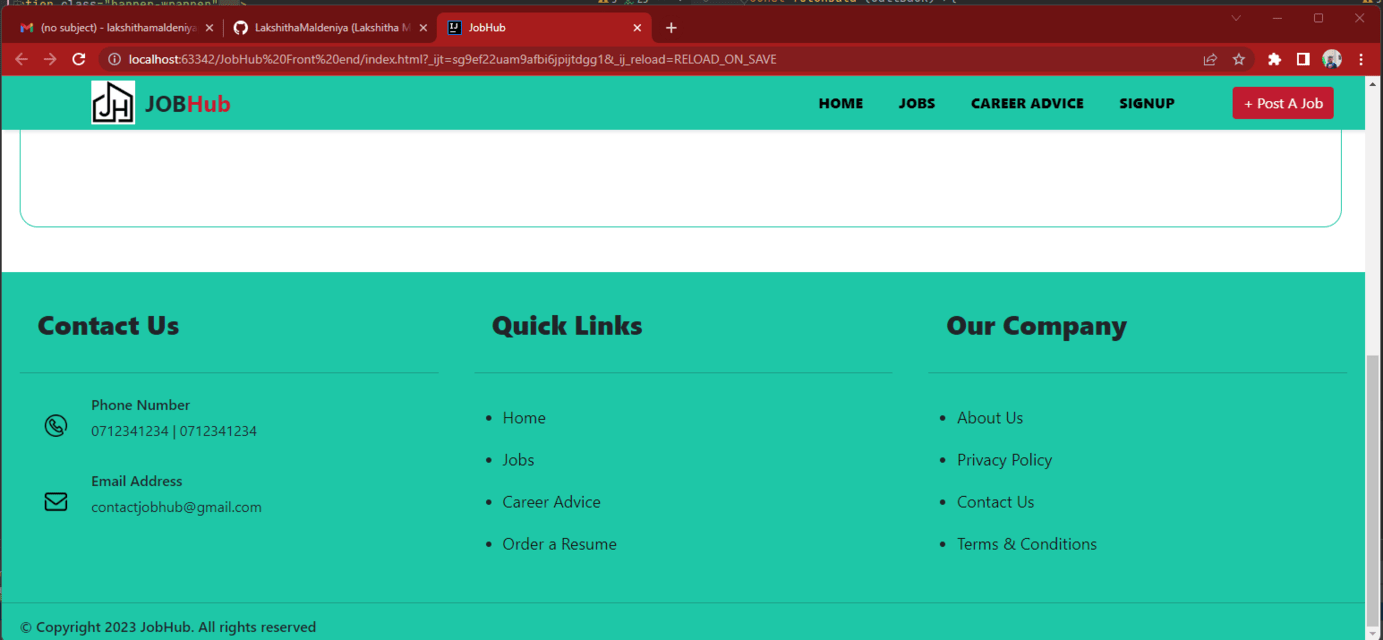 (no subject) - lakshithamaldeniya
LakshithaMaldeniya (Lakshitha M
JobHub
localhost:63342/JobHub%20Front%20end/index.html?_ijt=sg9ef22uam9afbi6jpijtdgg1&_ij_reload=RELOAD_ON_SAVE
JH JOBHub
HOME JOBS CAREER ADVICE SIGNUP + Post A Job
Contact Us
Phone Number
0712341234 | 0712341234
Email Address
contactjobhub@gmail.com
Quick Links
• Home
• Jobs
• Career Advice
• Order a Resume
Our Company
• About Us
• Privacy Policy
• Contact Us
• Terms & Conditions
© Copyright 2023 JobHub. All rights reserved